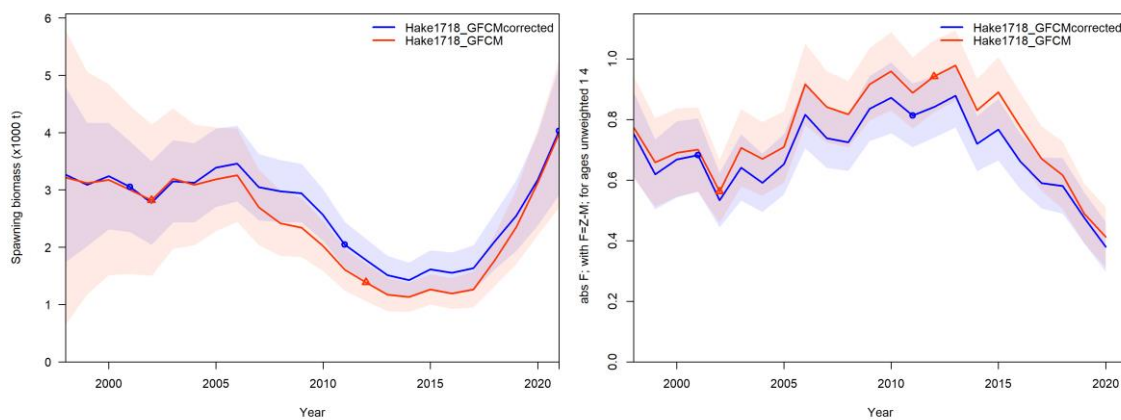 Hake1718_GFCMcorrected
Hake1718_GFCM
Spawning biomass (x1000 t)
6
5
4
3
2
1
0
2000
2005
2010
2015
2020
Year
Hake1718_GFCMcorrected
Hake1718_GFCM
abs F; with F=Z-M; for ages unweighted 1 4
1.0
0.8
0.6
0.4
0.2
0.0
2000
2005
2010
2015
2020
Year